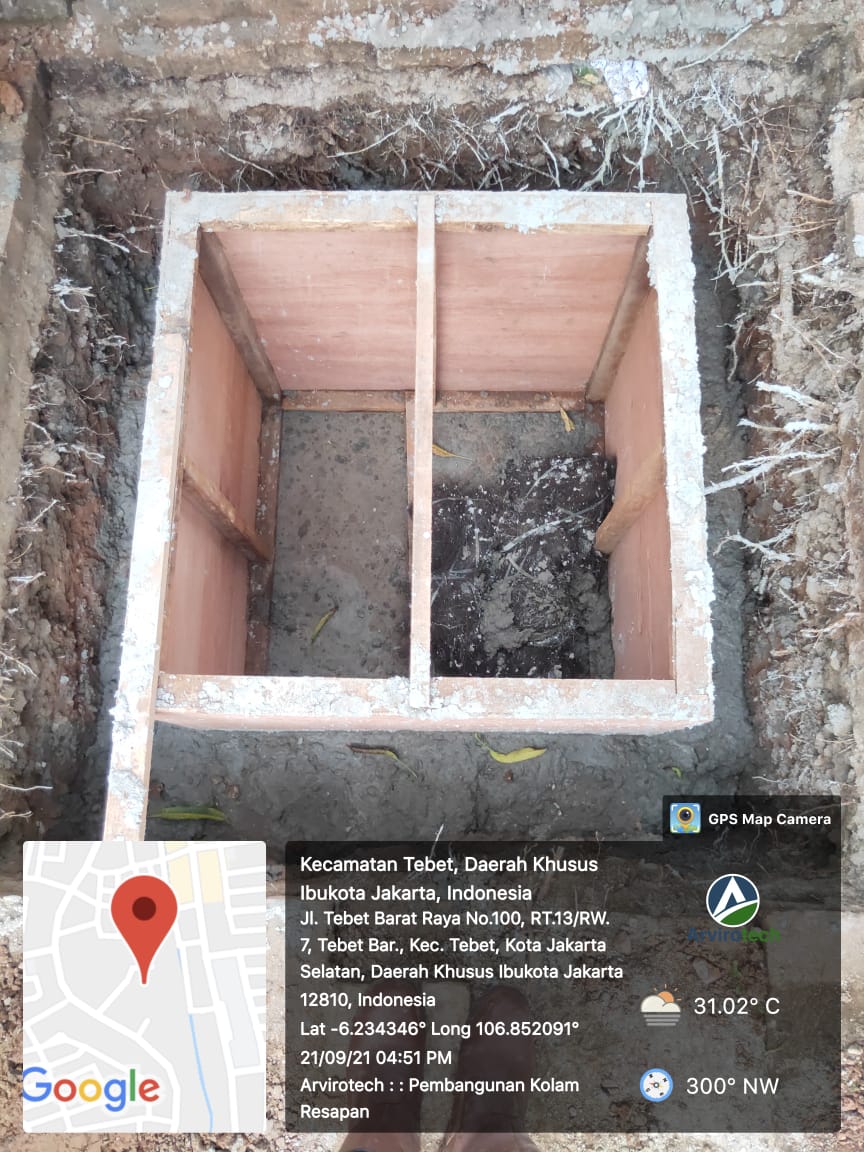 GPS Map Camera
Kecamatan Tebet, Daerah Khusus
Ibukota Jakarta, Indonesia
Jl. Tebet Barat Raya No.100, RT.13/RW.
7, Tebet Bar., Kec. Tebet, Kota Jakarta
Selatan, Daerah Khusus Ibukota Jakarta
12810, Indonesia
Lat -6.234346° Long 106.852091°
21/09/21 04:51 PM
Arvirotech : : Pembangunan Kolam
Resapan
Arvirotech
31.02° C
300° NW
Google